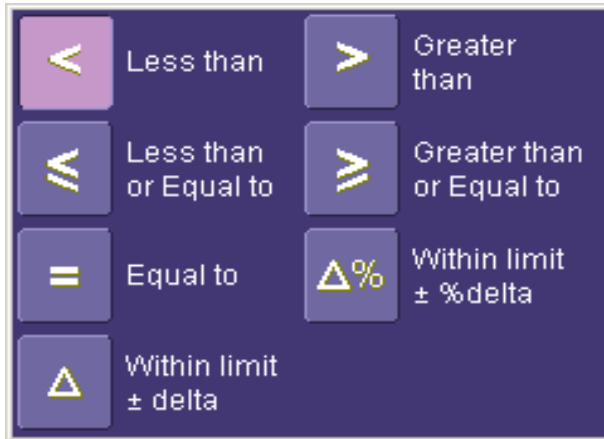 < Less than
> Greater
than
≤ Less than
or Equal to
≥ Greater than
or Equal to
= Equal to
Δ% Within limit
± %delta
Δ Within limit
± delta